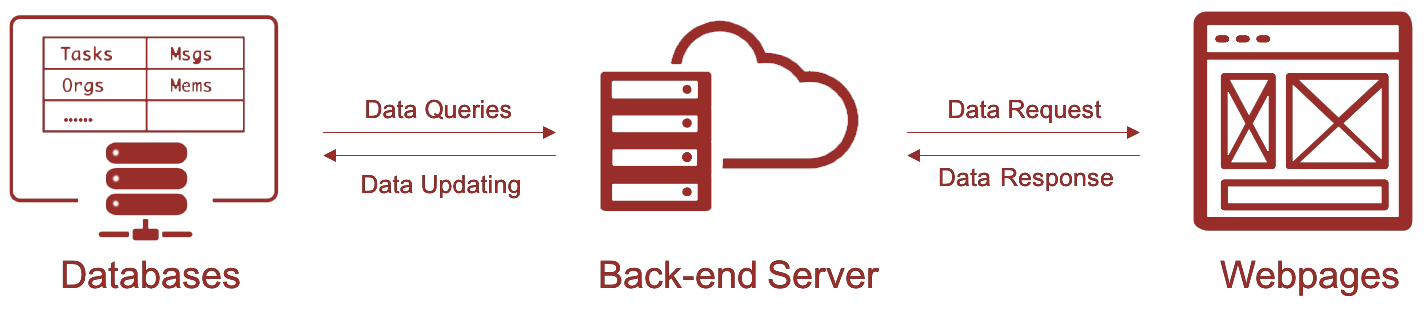 Tasks Msgs
Orgs Mems
......
Data Queries
Data Updating
Data Request
Data Response
Databases
Back-end Server
Webpages